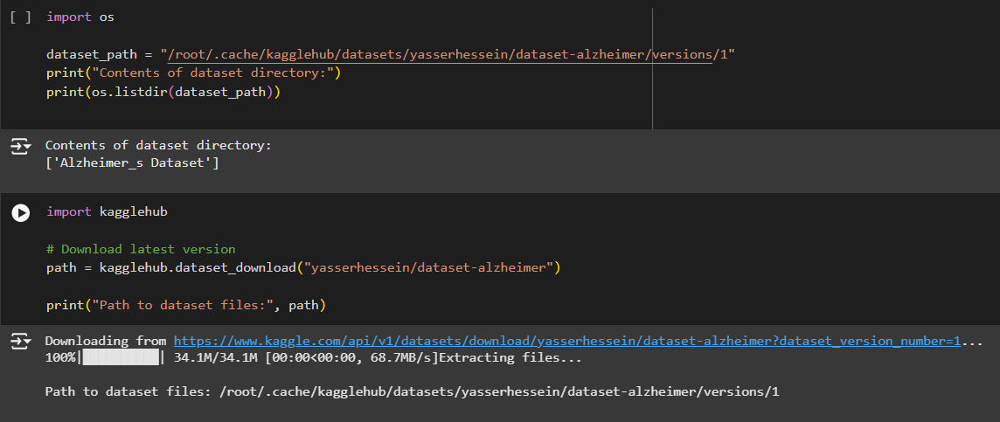 [ ] import os
dataset_path = "/root/.cache/kagglehub/datasets/yasserhessein/dataset-alzheimer/versions/1"
print("Contents of dataset directory:")
print(os.listdir(dataset_path))
Contents of dataset directory:
['Alzheimer_s Dataset']
import kagglehub
# Download latest version
path = kagglehub.dataset_download("yasserhessein/dataset-alzheimer")
print("Path to dataset files:", path)
Downloading from https://www.kaggle.com/api/v1/datasets/download/yasserhessein/dataset-alzheimer?dataset_version_number=1...
100%|██████████| 34.1M/34.1M [00:00<00:00, 68.7MB/s]Extracting files...
Path to dataset files: /root/.cache/kagglehub/datasets/yasserhessein/dataset-alzheimer/versions/1